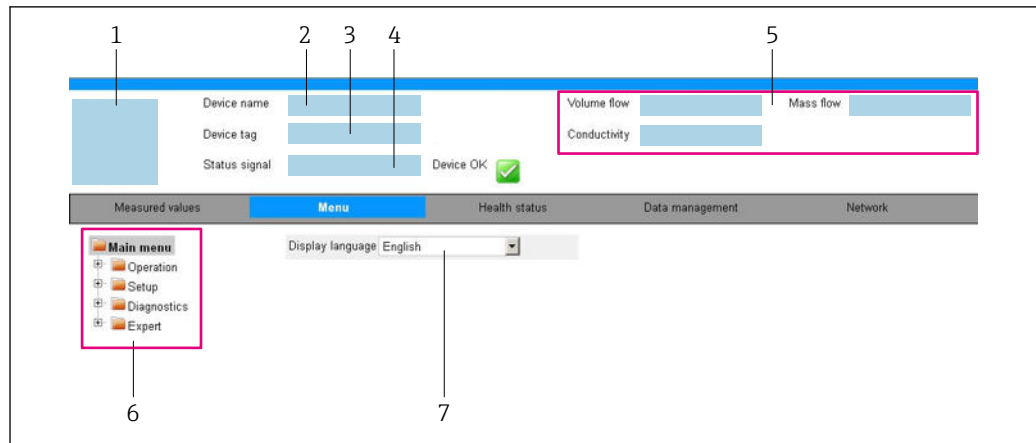 1 2 3 4 5
Device name Volume flow Mass flow
Device tag Conductivity
Status signal Device OK
Measured values Menu Health status Data management Network
Main menu Display language English
Operation
Setup
Diagnostics
Expert
6 7